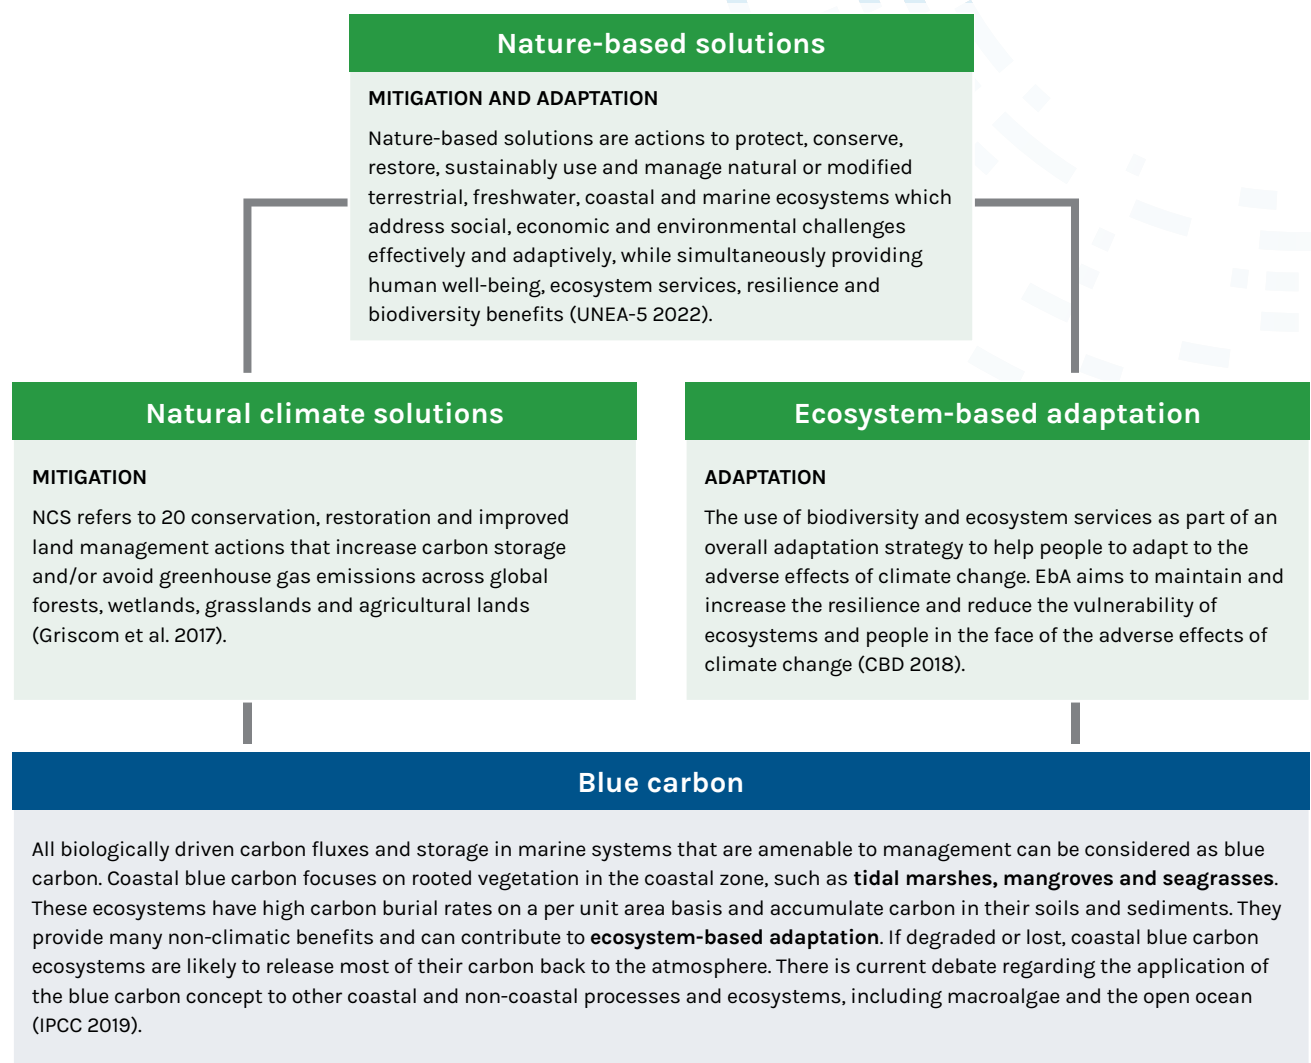 Nature-based solutions
MITIGATION AND ADAPTATION
Nature-based solutions are actions to protect, conserve,
restore, sustainably use and manage natural or modified
terrestrial, freshwater, coastal and marine ecosystems which
address social, economic and environmental challenges
effectively and adaptively, while simultaneously providing
human well-being, ecosystem services, resilience and
biodiversity benefits (UNEA-5 2022).
Natural climate solutions
MITIGATION
NCS refers to 20 conservation, restoration and improved
land management actions that increase carbon storage
and/or avoid greenhouse gas emissions across global
forests, wetlands, grasslands and agricultural lands
(Griscom et al. 2017).
Ecosystem-based adaptation
ADAPTATION
The use of biodiversity and ecosystem services as part of an
overall adaptation strategy to help people to adapt to the
adverse effects of climate change. EbA aims to maintain and
increase the resilience and reduce the vulnerability of
ecosystems and people in the face of the adverse effects of
climate change (CBD 2018).
Blue carbon
All biologically driven carbon fluxes and storage in marine systems that are amenable to management can be considered as blue
carbon. Coastal blue carbon focuses on rooted vegetation in the coastal zone, such as tidal marshes, mangroves and seagrasses.
These ecosystems have high carbon burial rates on a per unit area basis and accumulate carbon in their soils and sediments. They
provide many non-climatic benefits and can contribute to ecosystem-based adaptation. If degraded or lost, coastal blue carbon
ecosystems are likely to release most of their carbon back to the atmosphere. There is current debate regarding the application of
the blue carbon concept to other coastal and non-coastal processes and ecosystems, including macroalgae and the open ocean
(IPCC 2019).